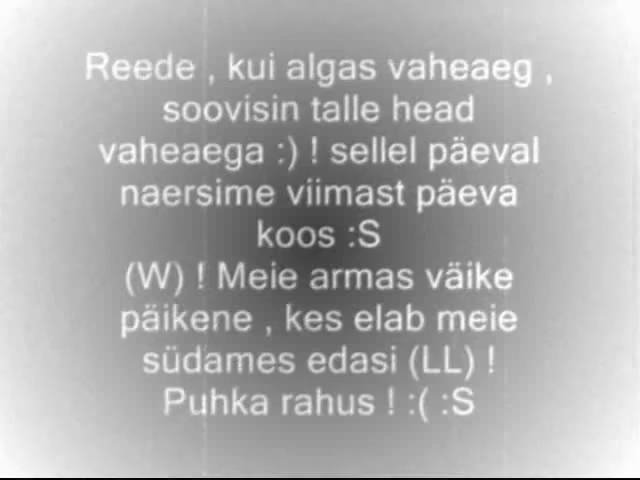 Reede , kui algas vaheaeg ,
soovisin talle head
vaheaega :) ! sellel päeval
naersime viimast päeva
koos :S
(W) ! Meie armas väike
päikene , kes elab meie
südames edasi (LL) !
Puhka rahus ! :( :S